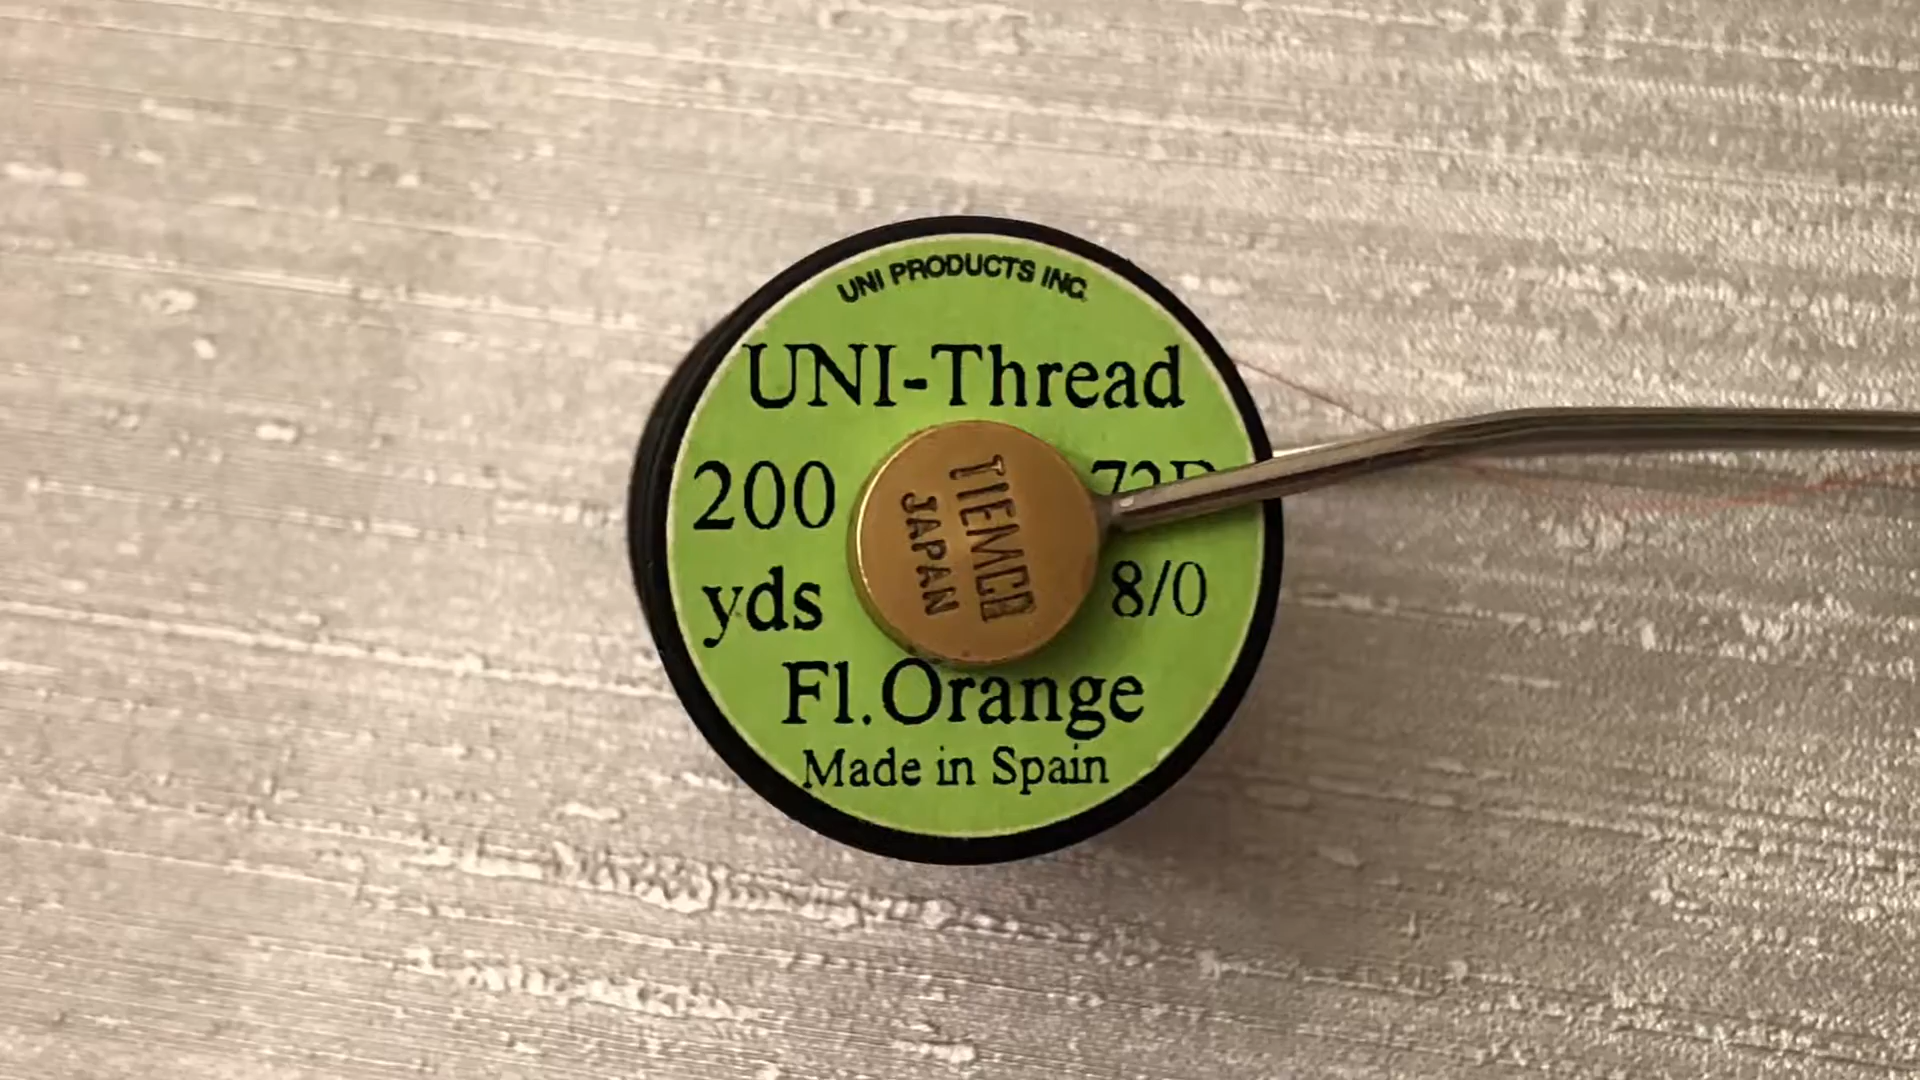 UNI PRODUCTS INC.
UNI-Thread
200
yds
8/0
Fl.Orange
Made in Spain
TIEMCO
JAPAN